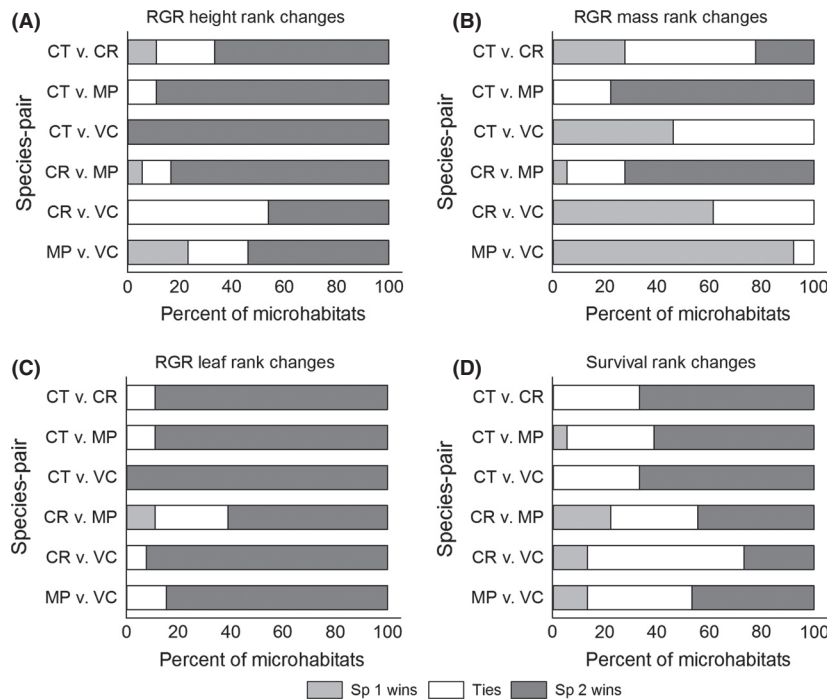 (A) RGR height rank changes
Species-pair
CT v. CR
CT v. MP
CT v. VC
CR v. MP
CR v. VC
MP v. VC
0 20 40 60 80 100
Percent of microhabitats
(B) RGR mass rank changes
Species-pair
CT v. CR
CT v. MP
CT v. VC
CR v. MP
CR v. VC
MP v. VC
0 20 40 60 80 100
Percent of microhabitats
(C) RGR leaf rank changes
Species-pair
CT v. CR
CT v. MP
CT v. VC
CR v. MP
CR v. VC
MP v. VC
0 20 40 60 80 100
Percent of microhabitats
(D) Survival rank changes
Species-pair
CT v. CR
CT v. MP
CT v. VC
CR v. MP
CR v. VC
MP v. VC
0 20 40 60 80 100
Percent of microhabitats
Sp 1 wins Ties Sp 2 wins